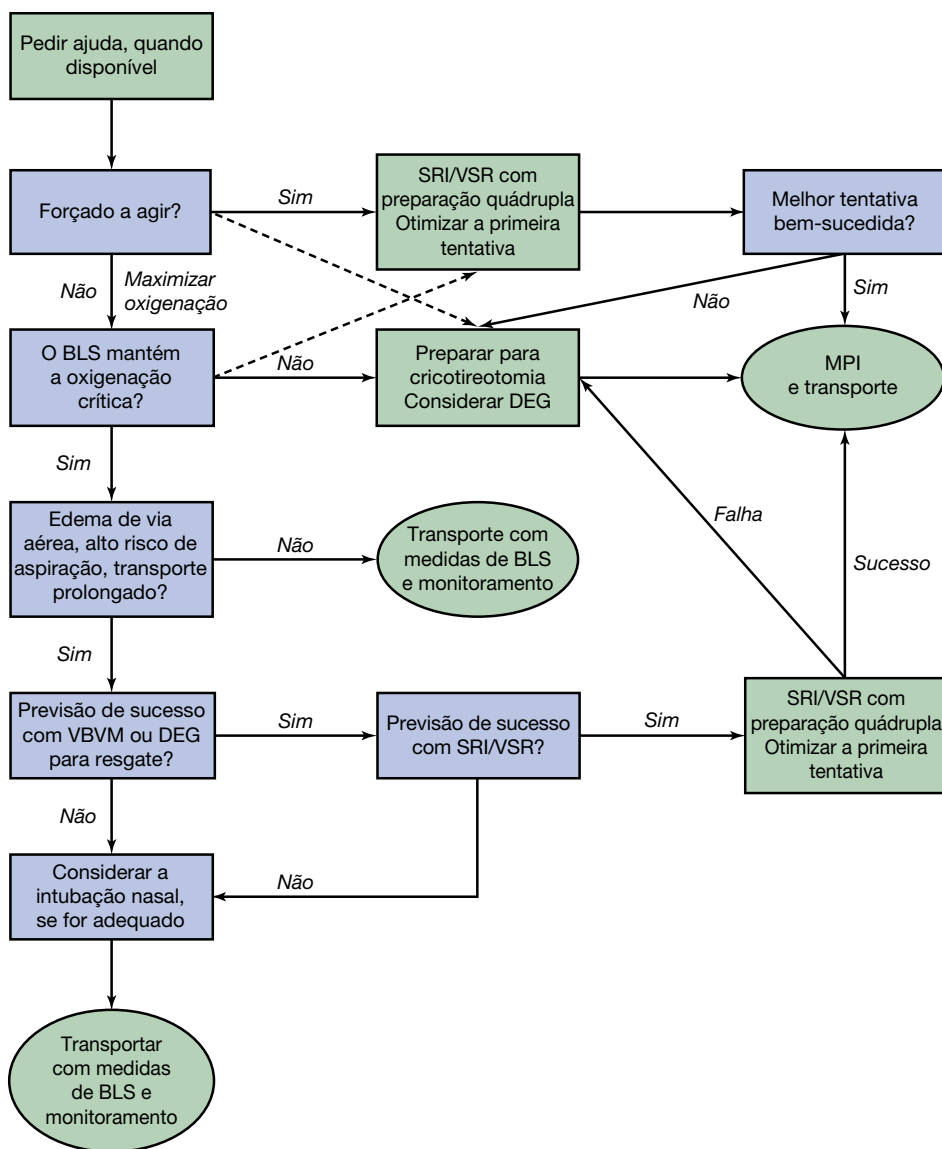 Pedir ajuda, quando
disponível
Forçado a agir?
Sim
SRI/VSR com
preparação quádrupla
Otimizar a primeira
tentativa
Melhor tentativa
bem-sucedida?
Não
Maximizar
oxigenação
Não
Sim
O BLS mantém
a oxigenação
crítica?
Não
Preparar para
cricotireotomia
Considerar DEG
MPI
e transporte
Sim
Edema de via
aérea, alto risco de
aspiração, transporte
prolongado?
Não
Transporte com
medidas de BLS
e monitoramento
Falha
Sucesso
Sim
Previsão de sucesso
com VBVM ou DEG
para resgate?
Sim
Previsão de sucesso
com SRI/VSR?
Sim
SRI/VSR com
preparação quádrupla
Otimizar a primeira
tentativa
Não
Considerar a
intubação nasal,
se for adequado
Não
Transportar
com medidas
de BLS e
monitoramento